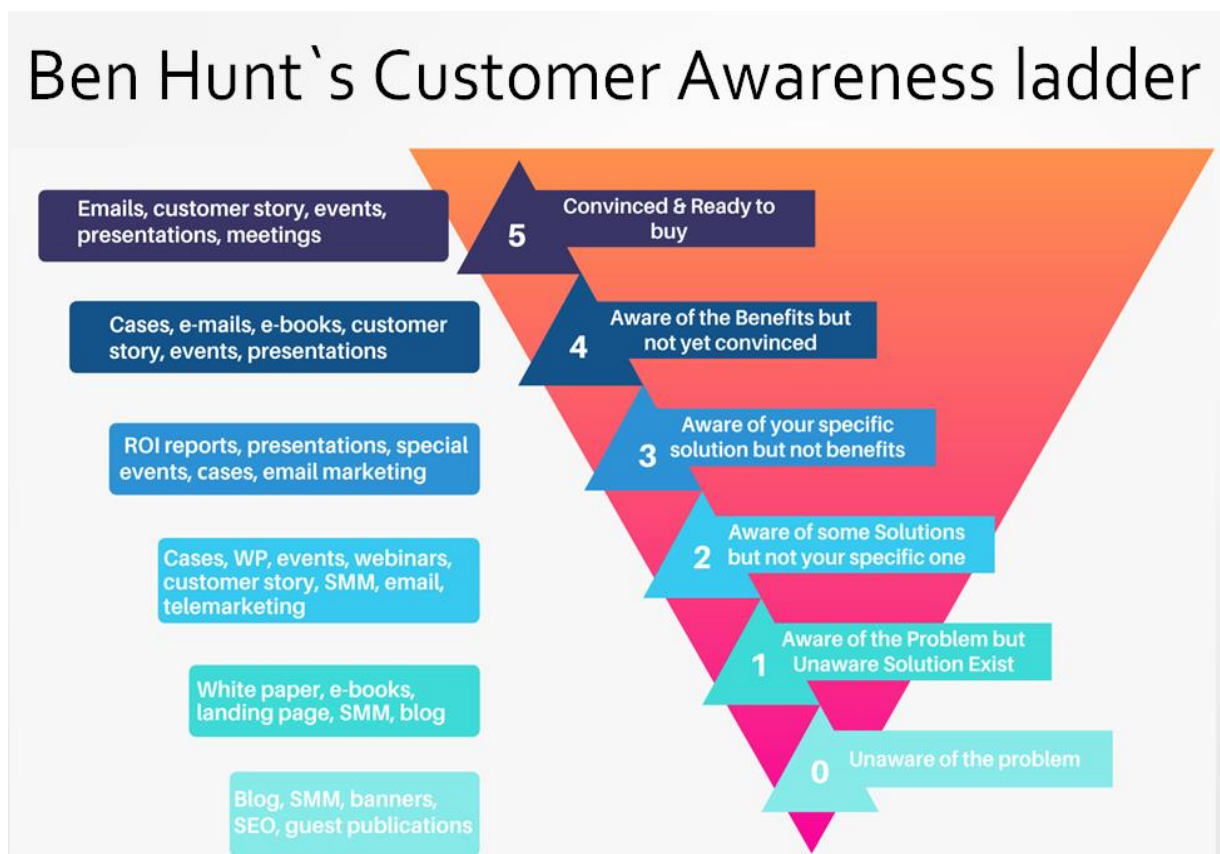 Ben Hunt`s Customer Awareness ladder
Emails, customer story, events,
presentations, meetings
5
Convinced & Ready to
buy
Cases, e-mails, e-books, customer
story, events, presentations
4
Aware of the Benefits but
not yet convinced
ROI reports, presentations, special
events, cases, email marketing
3
Aware of your specific
solution but not benefits
Cases, WP, events, webinars,
customer story, SMM, email,
telemarketing
2
Aware of some Solutions
but not your specific one
White paper, e-books,
landing page, SMM, blog
1
Aware of the Problem but
Unaware Solution Exist
Blog, SMM, banners,
SEO, guest publications
0
Unaware of the problem